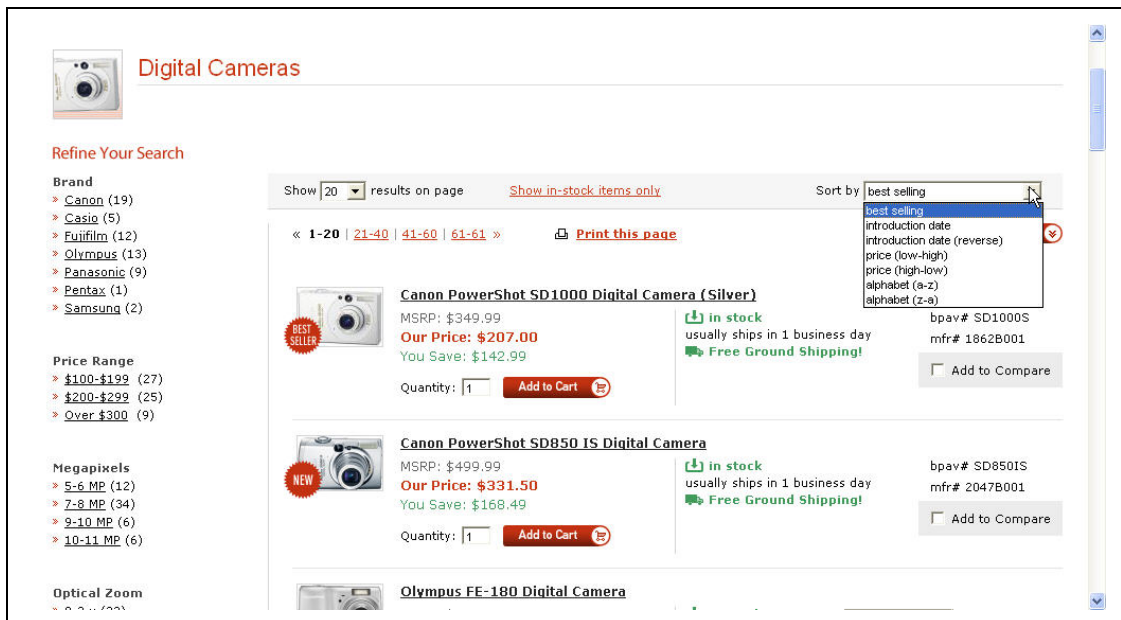 Digital Cameras
Refine Your Search
Brand
» Canon (19)
» Casio (5)
» Fujifilm (12)
» Olympus (13)
» Panasonic (9)
» Pentax (1)
» Samsung (2)
Price Range
» $100-$199 (27)
» $200-$299 (25)
» Over $300 (9)
Megapixels
» 5-6 MP (12)
» 7-8 MP (34)
» 9-10 MP (6)
» 10-11 MP (6)
Optical Zoom
Show 20 results on page Show in-stock items only Sort by best selling
best selling
introduction date
introduction date (reverse)
price (low-high)
price (high-low)
alphabet (a-z)
alphabet (z-a)
« 1-20 | 21-40 | 41-60 | 61-61 » Print this page
BEST SELLER
Canon PowerShot SD1000 Digital Camera (Silver)
MSRP: $349.99
Our Price: $207.00
You Save: $142.99
Quantity: 1 Add to Cart
in stock
usually ships in 1 business day
Free Ground Shipping!
bpav# SD1000S
mfr# 1862B001
Add to Compare
NEW
Canon PowerShot SD850 IS Digital Camera
MSRP: $499.99
Our Price: $331.50
You Save: $168.49
Quantity: 1 Add to Cart
in stock
usually ships in 1 business day
Free Ground Shipping!
bpav# SD850IS
mfr# 2047B001
Add to Compare
Olympus FE-180 Digital Camera